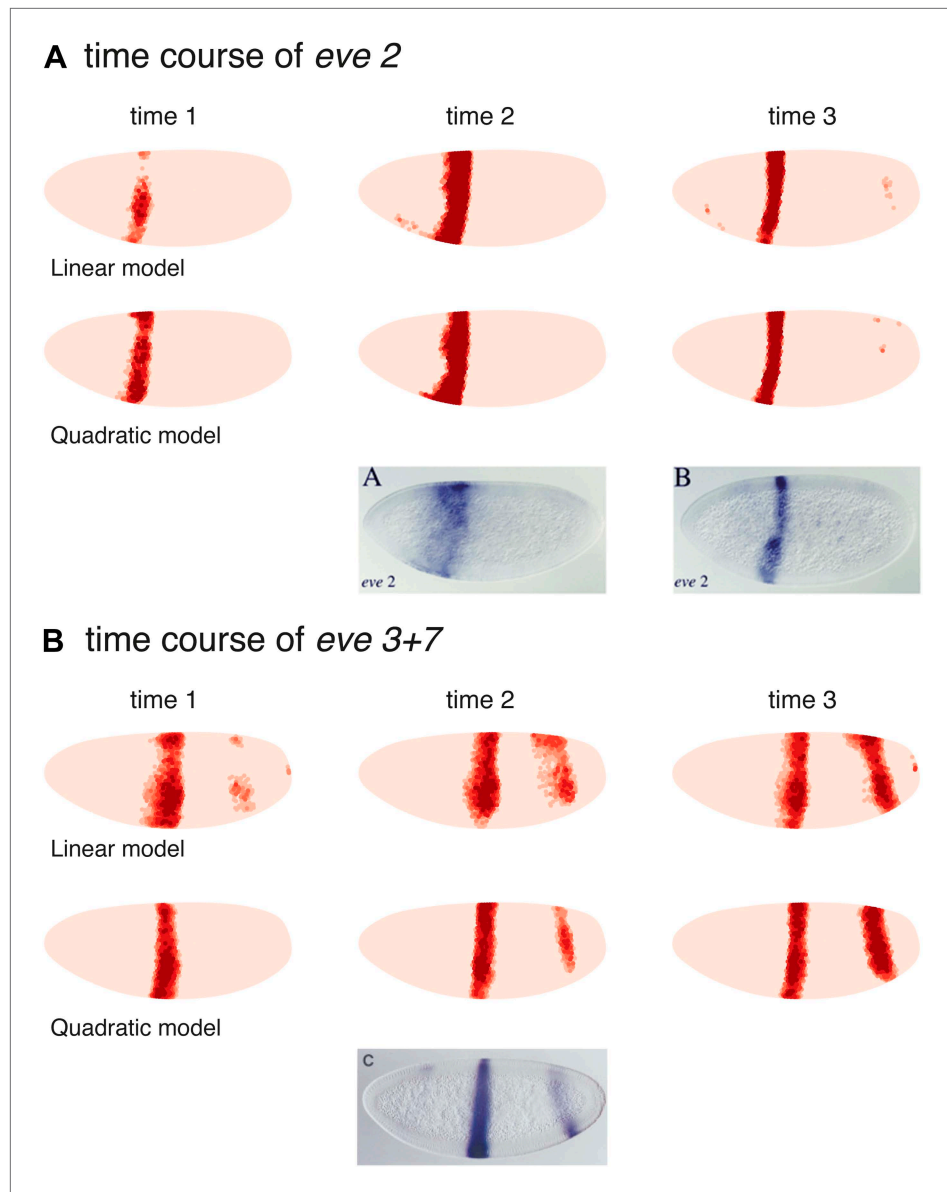 A time course of eve 2
time 1 time 2 time 3
Linear model
Quadratic model
A B
eve 2 eve 2
B time course of eve 3+7
time 1 time 2 time 3
Linear model
Quadratic model
C